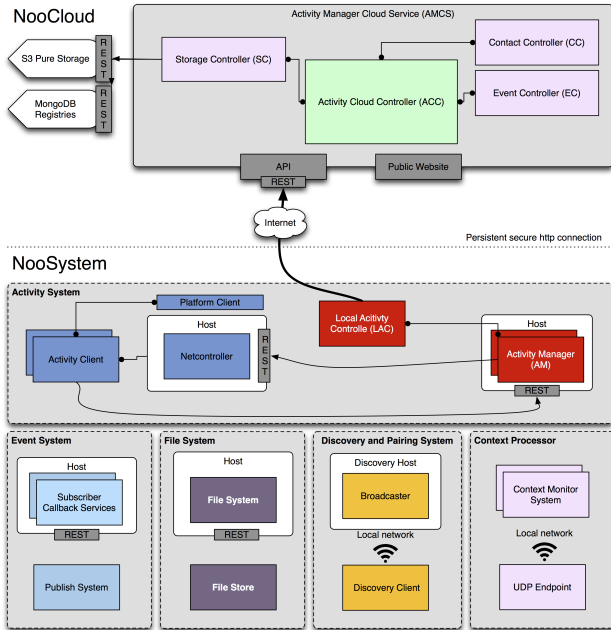 NooCloud
Activity Manager Cloud Service (AMCS)
S3 Pure Storage
REST
Storage Controller (SC)
Contact Controller (CC)
MongoDB
Registries
REST
Activity Cloud Controller (ACC)
Event Controller (EC)
API
REST
Public Website
Internet
Persistent secure http connection
NooSystem
Activity System
Platform Client
Host
Netcontroller
REST
Activity Client
Local Acitivty
Controlle (LAC)
Host
Activity Manager
(AM)
REST
Event System
Host
Subscriber
Callback Services
REST
Publish System
File System
Host
File System
REST
File Store
Discovery and Pairing System
Discovery Host
Broadcaster
Local network
Discovery Client
Context Processor
Context Monitor
System
Local network
UDP Endpoint